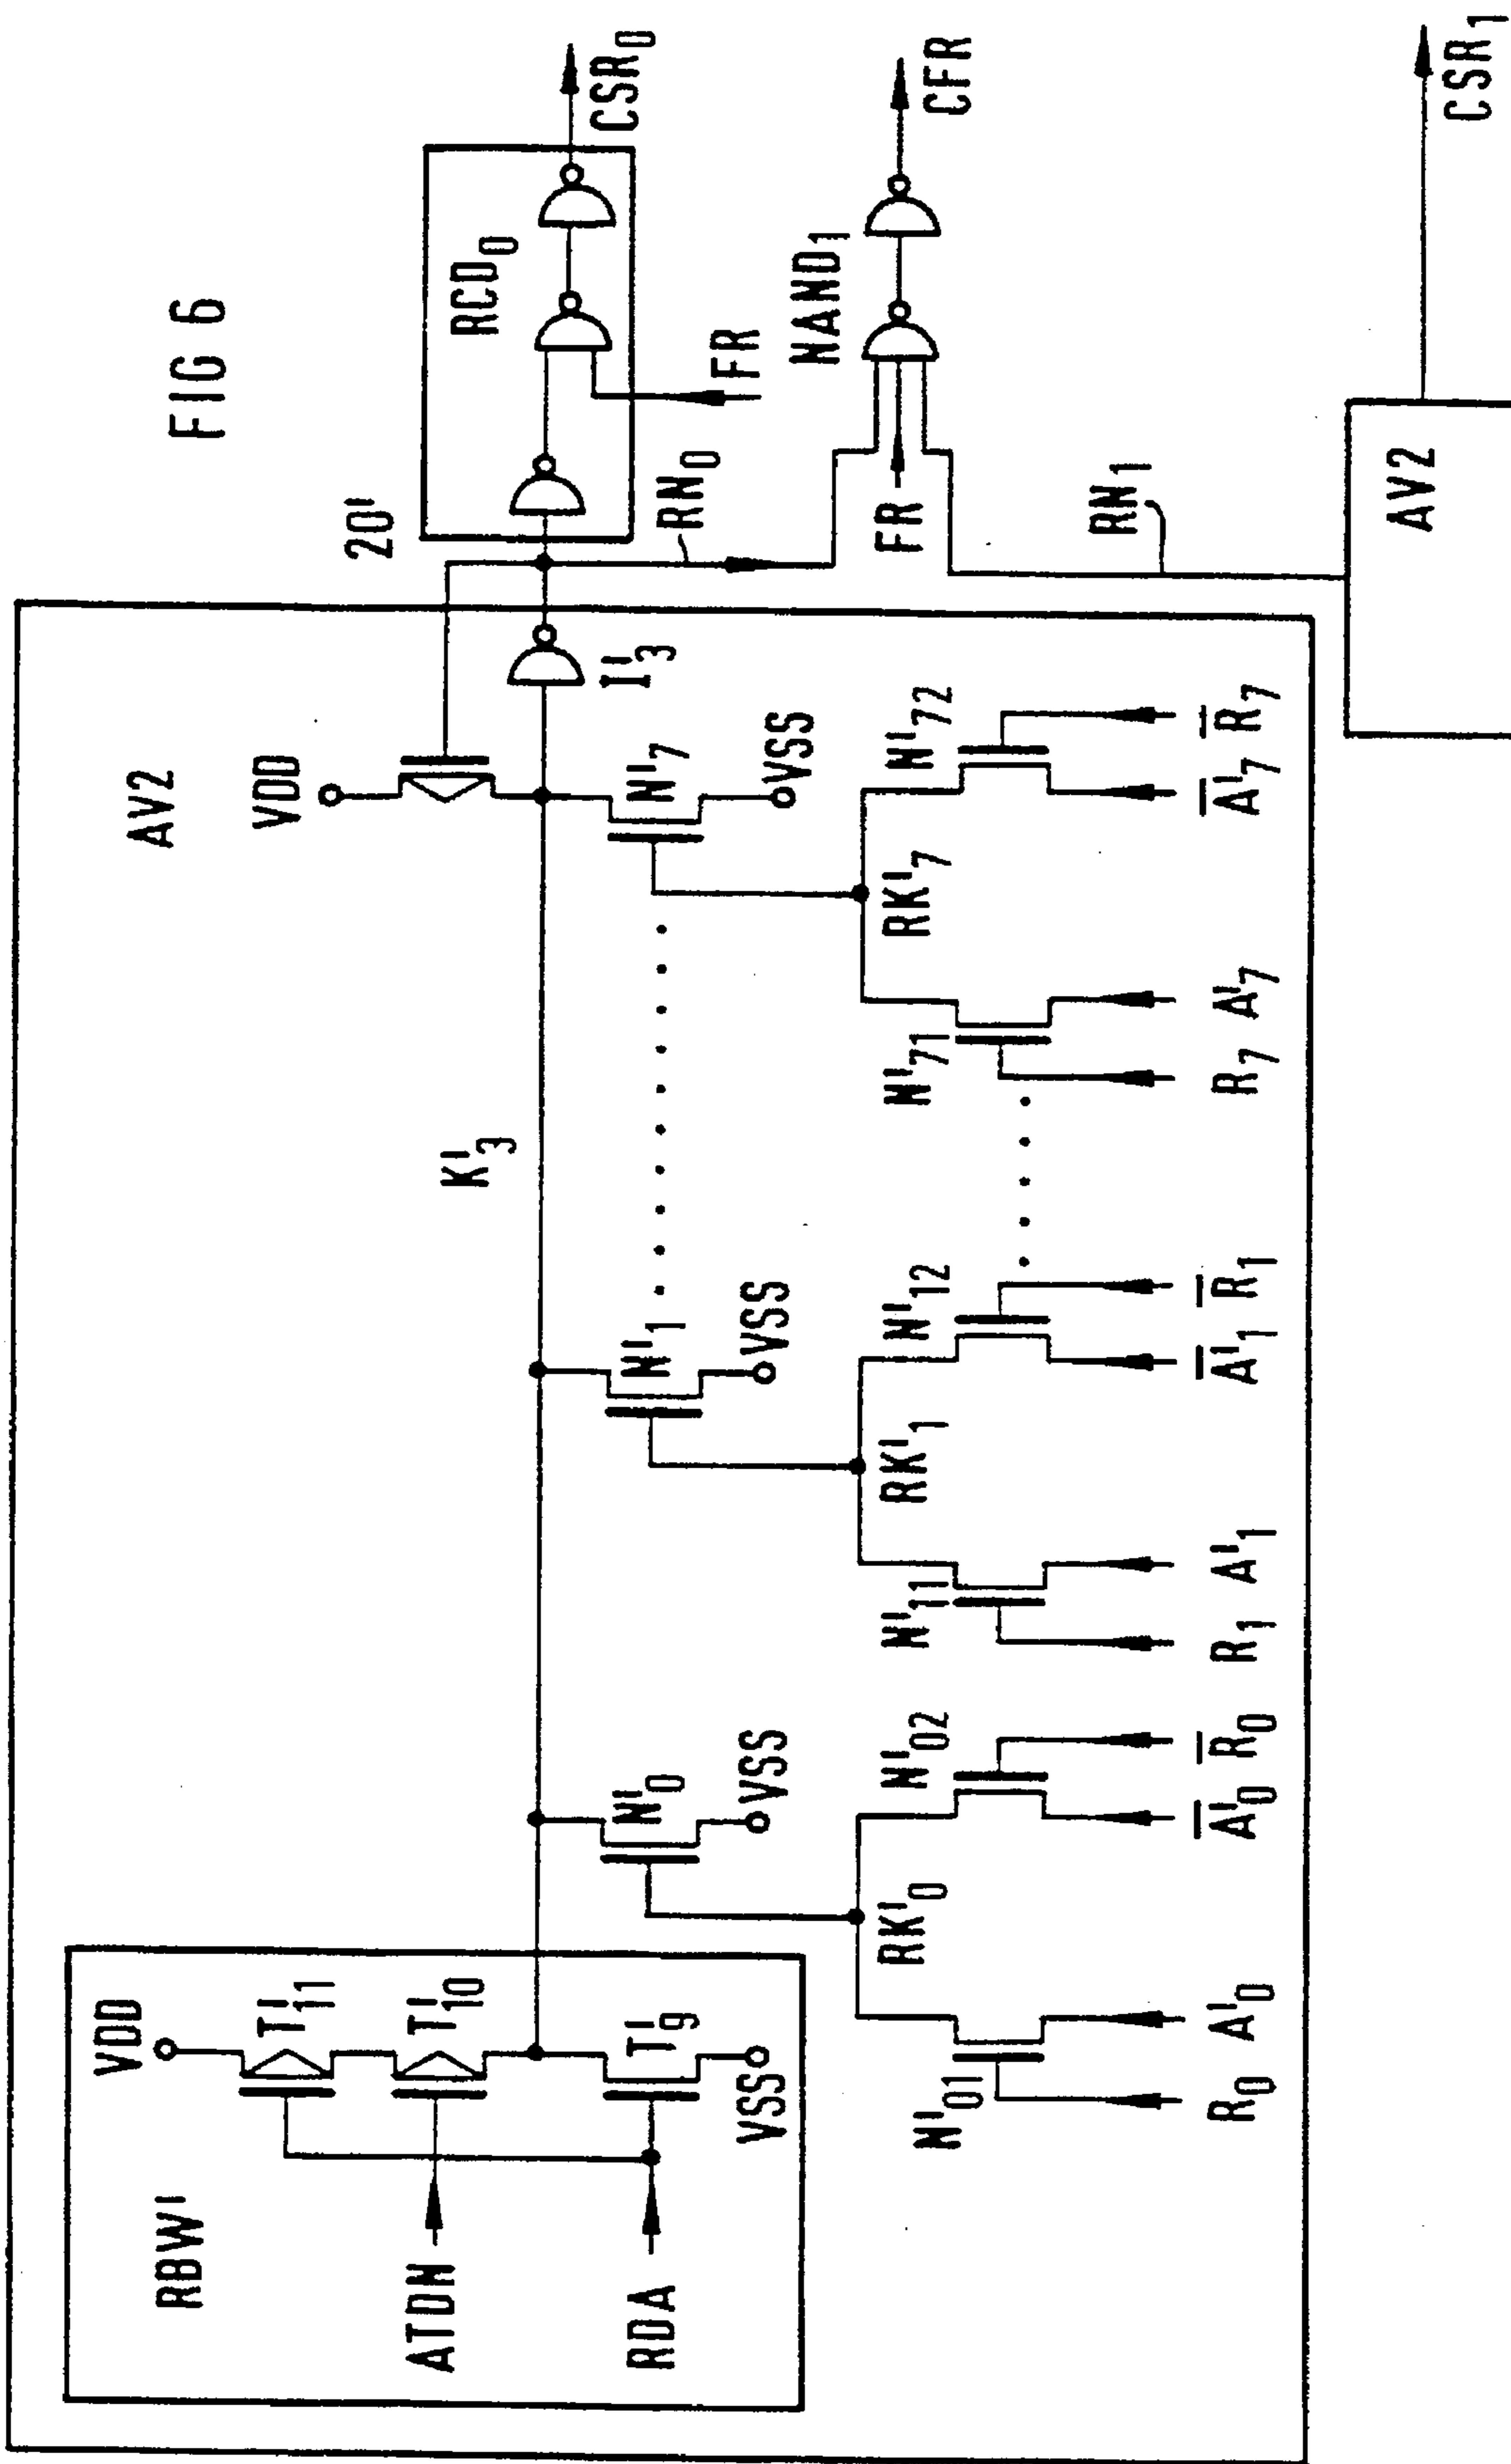 FIG 6
AV2
20'
RBW'
VDD
T'11
T'10
T'9
VSS
ATDN
RDA
K'3
VDD
I'3
RCD0
CSR0
FR
RN0
NAND1
CFR
FR
RN1
AV2
CSR1
N'0
VSS
N'1
VSS
N'7
VSS
RK'0
RK'1
RK'7
N'01
N'02
N'11
N'12
N'71
N'72
R0
A'0
A̅'0
R̅0
R1
A'1
A̅'1
R̅1
R7
A'7
A̅'7
R̅7